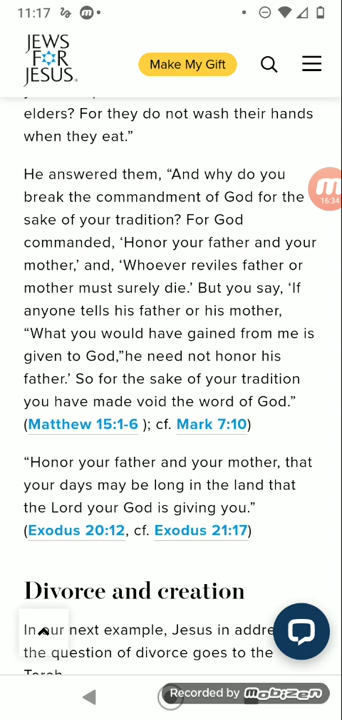 11:17
JEWS
FOR
JESUS
Make My Gift
elders? For they do not wash their hands
when they eat.”
He answered them, “And why do you
break the commandment of God for the
sake of your tradition? For God
commanded, ‘Honor your father and your
mother,’ and, ‘Whoever reviles father or
mother must surely die.’ But you say, ‘If
anyone tells his father or his mother,
“What you would have gained from me is
given to God,”he need not honor his
father.’ So for the sake of your tradition
you have made void the word of God.”
(Matthew 15:1-6 ); cf. Mark 7:10)
16:34
“Honor your father and your mother, that
your days may be long in the land that
the Lord your God is giving you.”
(Exodus 20:12, cf. Exodus 21:17)
Divorce and creation
In our next example, Jesus in addre
the question of divorce goes to the
Torah
Recorded by mobizen